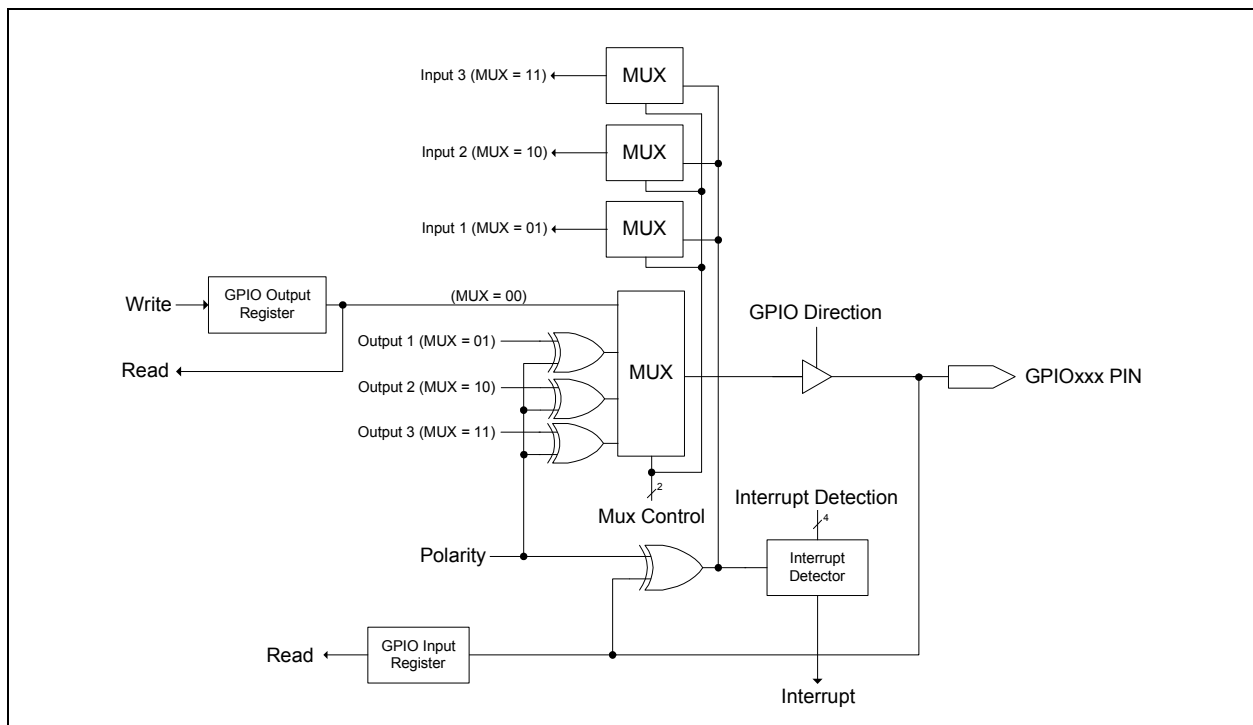 Input 3 (MUX = 11)
MUX
Input 2 (MUX = 10)
MUX
Input 1 (MUX = 01)
MUX
Write
GPIO Output
Register
(MUX = 00)
GPIO Direction
Output 1 (MUX = 01)
Read
MUX
GPIOxxx PIN
Output 2 (MUX = 10)
Output 3 (MUX = 11)
2
Mux Control
Interrupt Detection
4
Polarity
Interrupt
Detector
Read
GPIO Input
Register
Interrupt